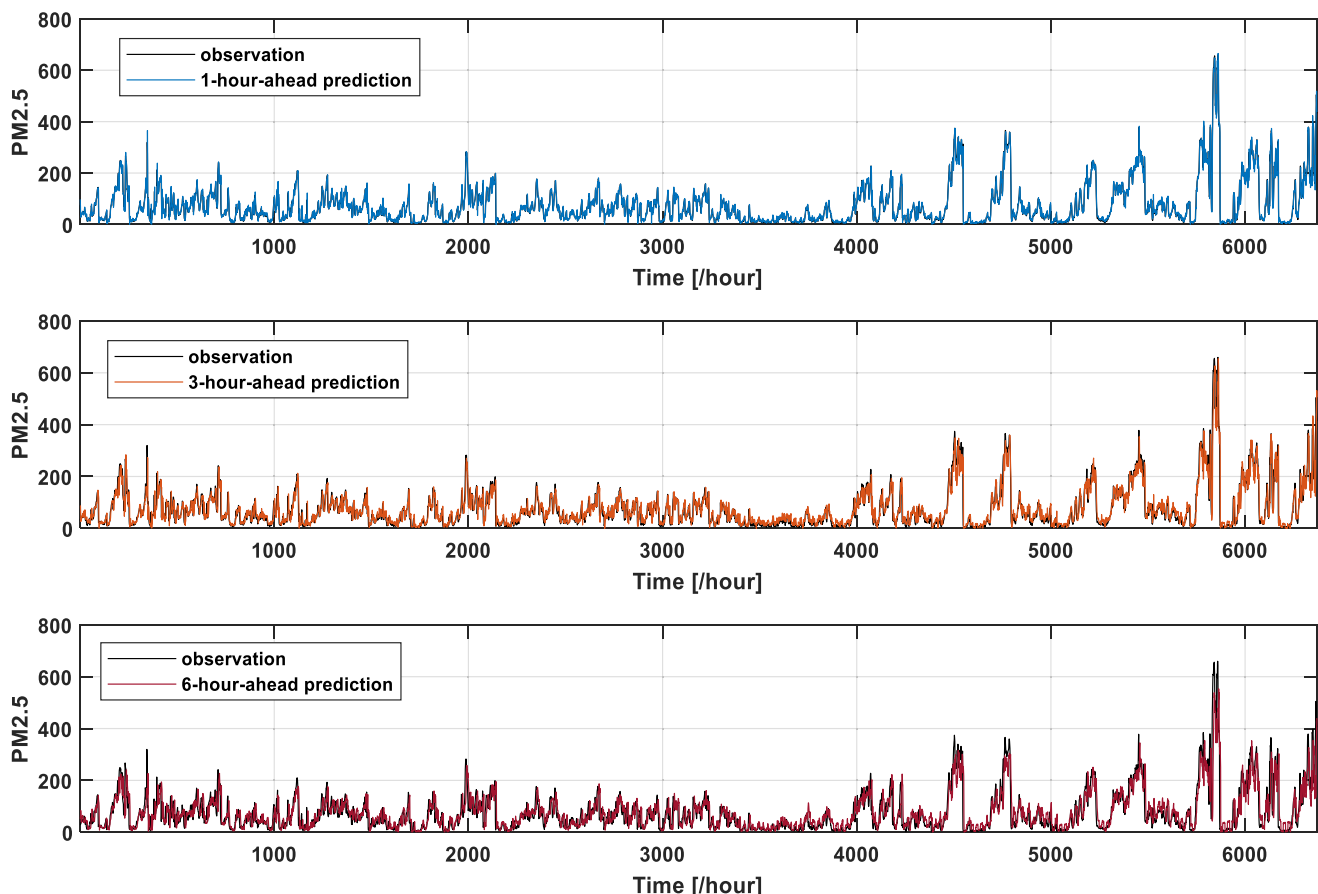 800
600
400
200
0
PM2.5
observation
1-hour-ahead prediction
1000 2000 3000 4000 5000 6000
Time [/hour]
800
600
400
200
0
PM2.5
observation
3-hour-ahead prediction
1000 2000 3000 4000 5000 6000
Time [/hour]
800
600
400
200
0
PM2.5
observation
6-hour-ahead prediction
1000 2000 3000 4000 5000 6000
Time [/hour]